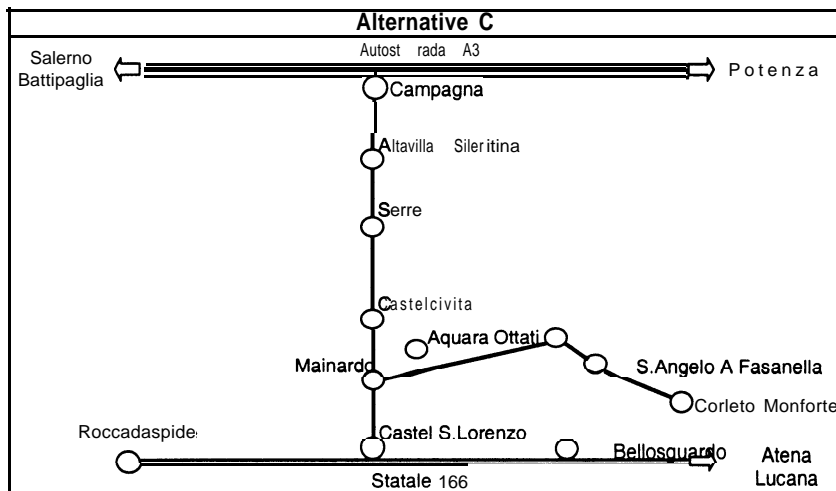 Alternative C
Autost rada A3
Salerno
Battipaglia
Potenza
Campagna
Altavilla Sileritina
Serre
Castelcivita
Aquara Ottati
Mainardo
S.Angelo A Fasanella
Corleto Monforte
Roccadaspide
Castel S.Lorenzo
Bellosguardo
Atena
Lucana
Statale 166